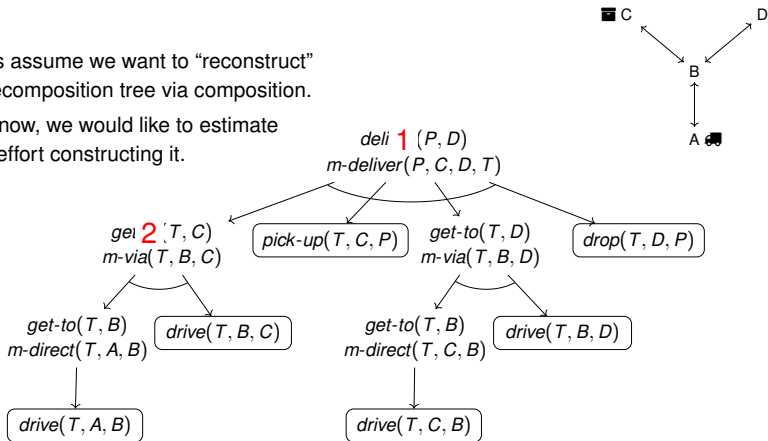 C D
s assume we want to “reconstruct”
ecomposition tree via composition.
B
now, we would like to estimate
effort constructing it.
A
deli 1 (P, D)
m-deliver(P, C, D, T)
get 2 (T, C) pick-up(T, C, P) get-to(T, D) drop(T, D, P)
m-via(T, B, C) m-via(T, B, D)
get-to(T, B) drive(T, B, C) get-to(T, B) drive(T, B, D)
m-direct(T, A, B) m-direct(T, C, B)
drive(T, A, B) drive(T, C, B)